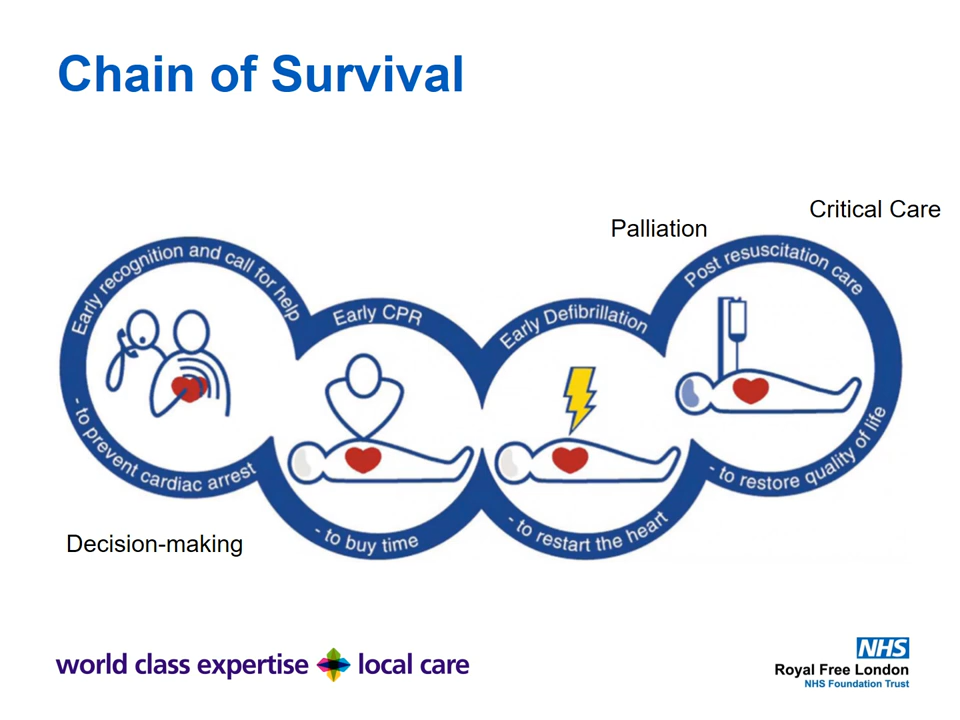 Chain of Survival
Critical Care
Palliation
Early recognition and call for help
- to prevent cardiac arrest
Early CPR
- to buy time
Early Defibrillation
- to restart the heart
Post resuscitation care
- to restore quality of life
Decision-making
world class expertise local care
NHS
Royal Free London
NHS Foundation Trust